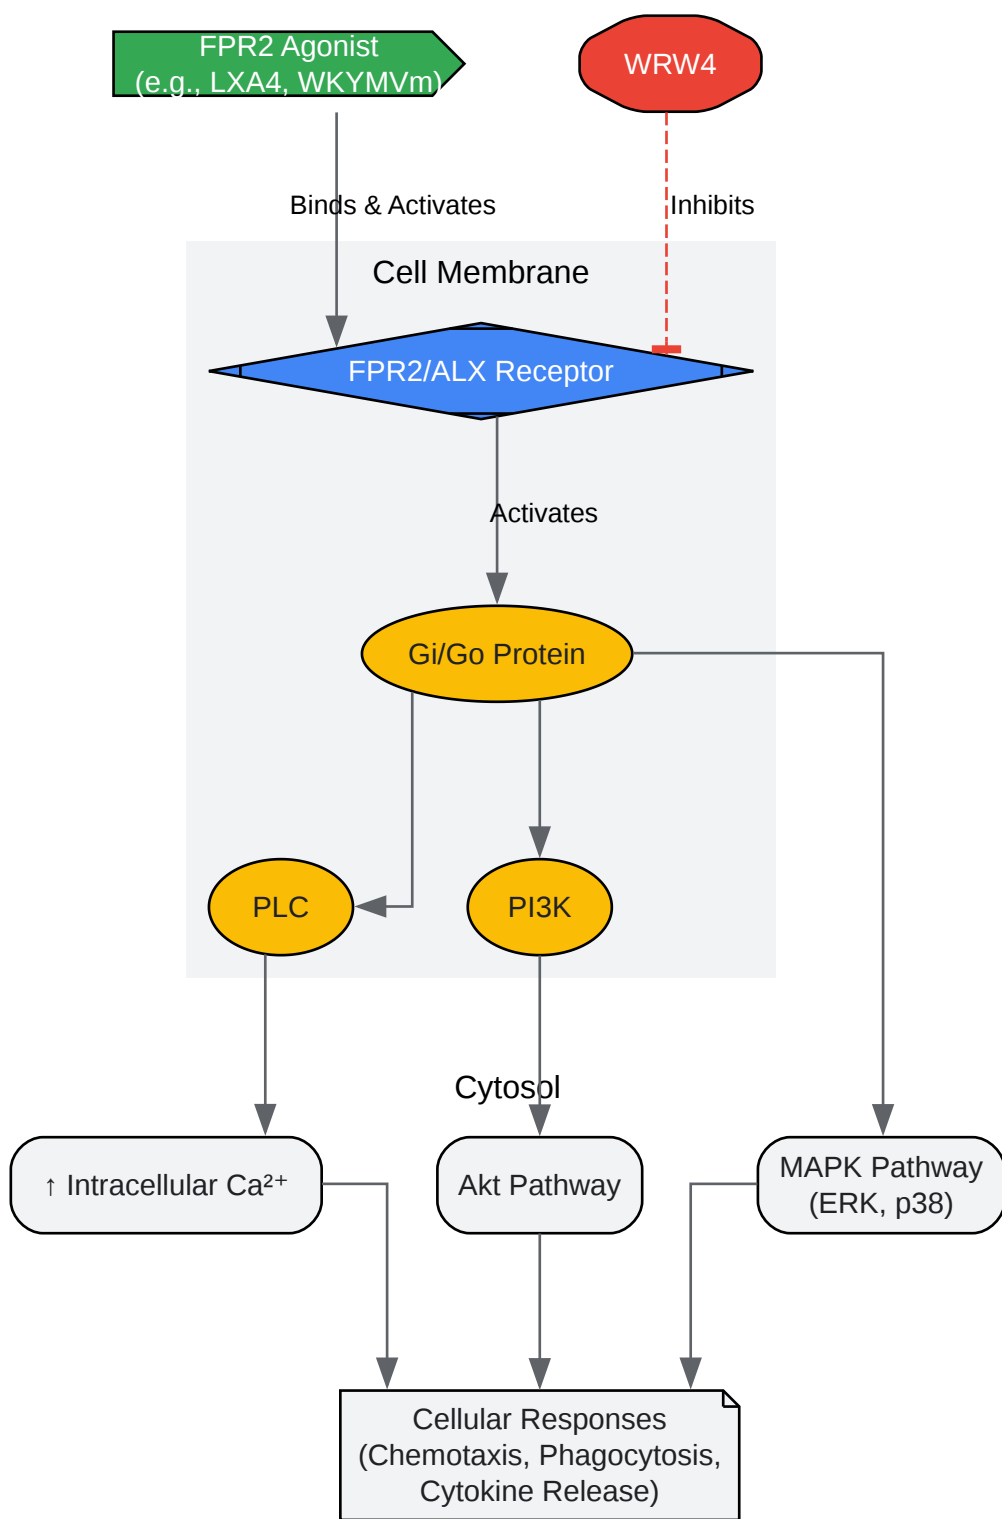 FPR2 Agonist
(e.g., LXA4, WKYMVm)
WRW4
Binds & Activates
Inhibits
Cell Membrane
FPR2/ALX Receptor
Activates
Gi/Go Protein
PLC
PI3K
Cytosol
↑ Intracellular Ca²⁺
Akt Pathway
MAPK Pathway
(ERK, p38)
Cellular Responses
(Chemotaxis, Phagocytosis,
Cytokine Release)